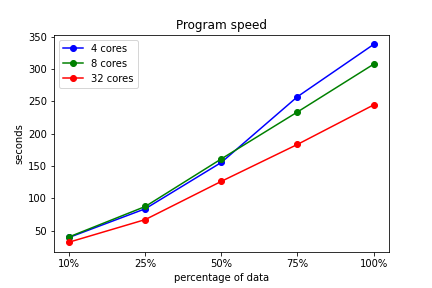 Program speed
4 cores
8 cores
32 cores
350
300
250
200
150
100
50
seconds
10% 25% 50% 75% 100%
percentage of data